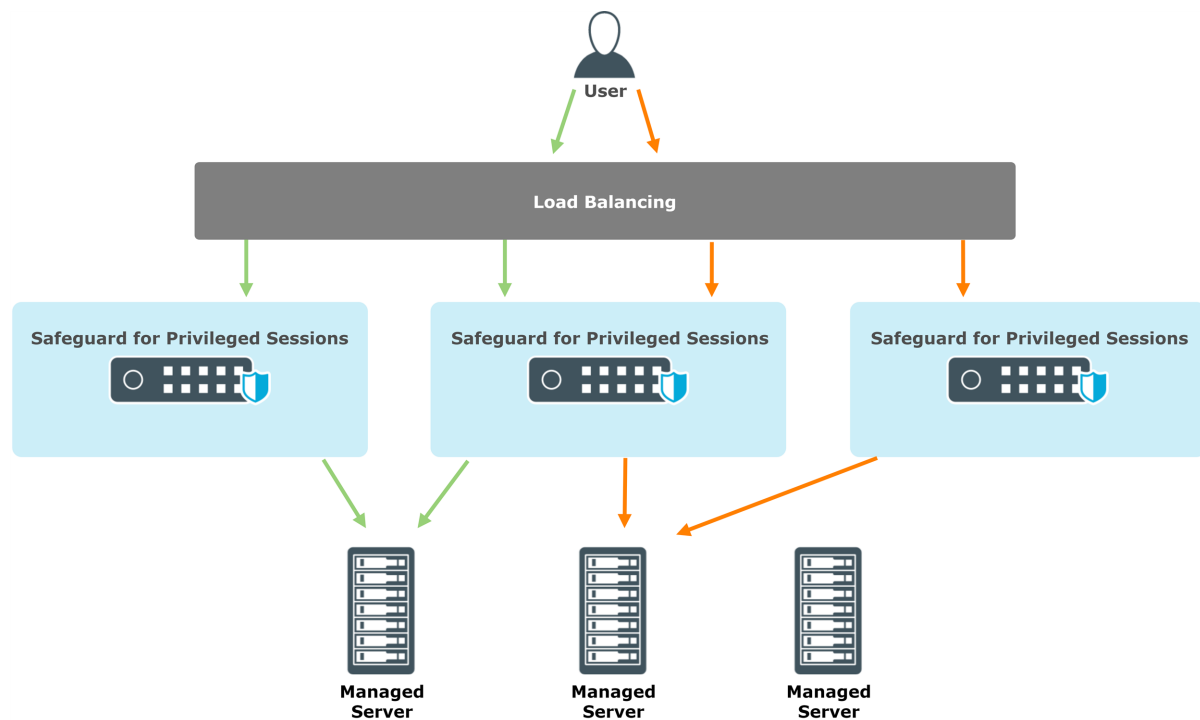 User
Load Balancing
Safeguard for Privileged Sessions
Safeguard for Privileged Sessions
Safeguard for Privileged Sessions
Managed
Server
Managed
Server
Managed
Server